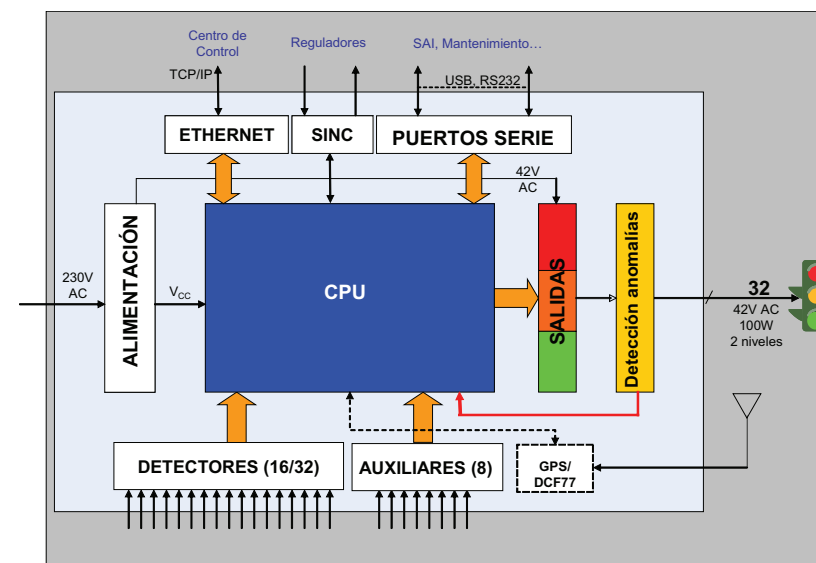 Centro de
Control
Reguladores
SAI, Mantenimiento…
TCP/IP
USB, RS232
ETHERNET
SINC
PUERTOS SERIE
42V
AC
230V
AC
ALIMENTACIÓN
VCC
CPU
SALIDAS
Detección anomalías
32
42V AC
100W
2 niveles
DETECTORES (16/32)
AUXILIARES (8)
GPS/
DCF77